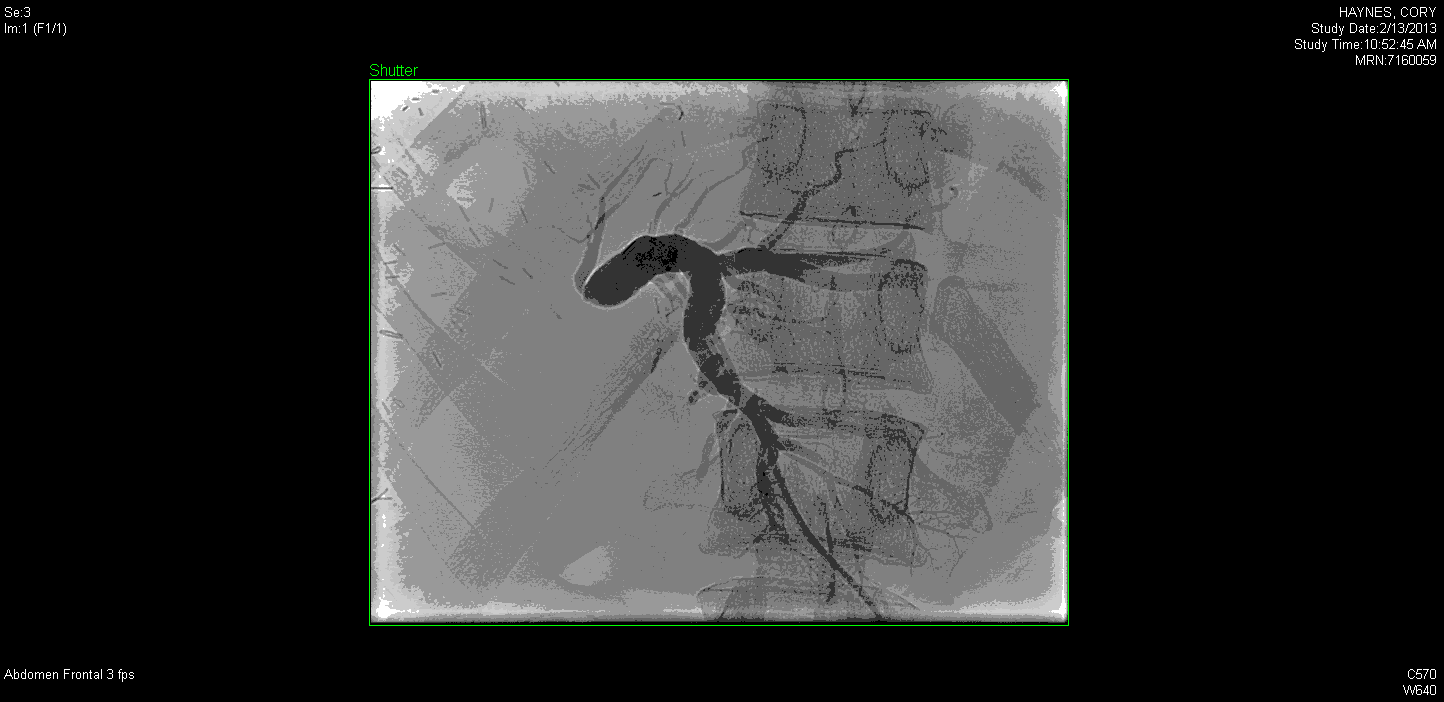 Se:3
Im:1 (F1/1)
HAYNES, CORY
Study Date:2/13/2013
Study Time:10:52:45 AM
MRN:7160059
Shutter
Abdomen Frontal 3 fps
C570
W640